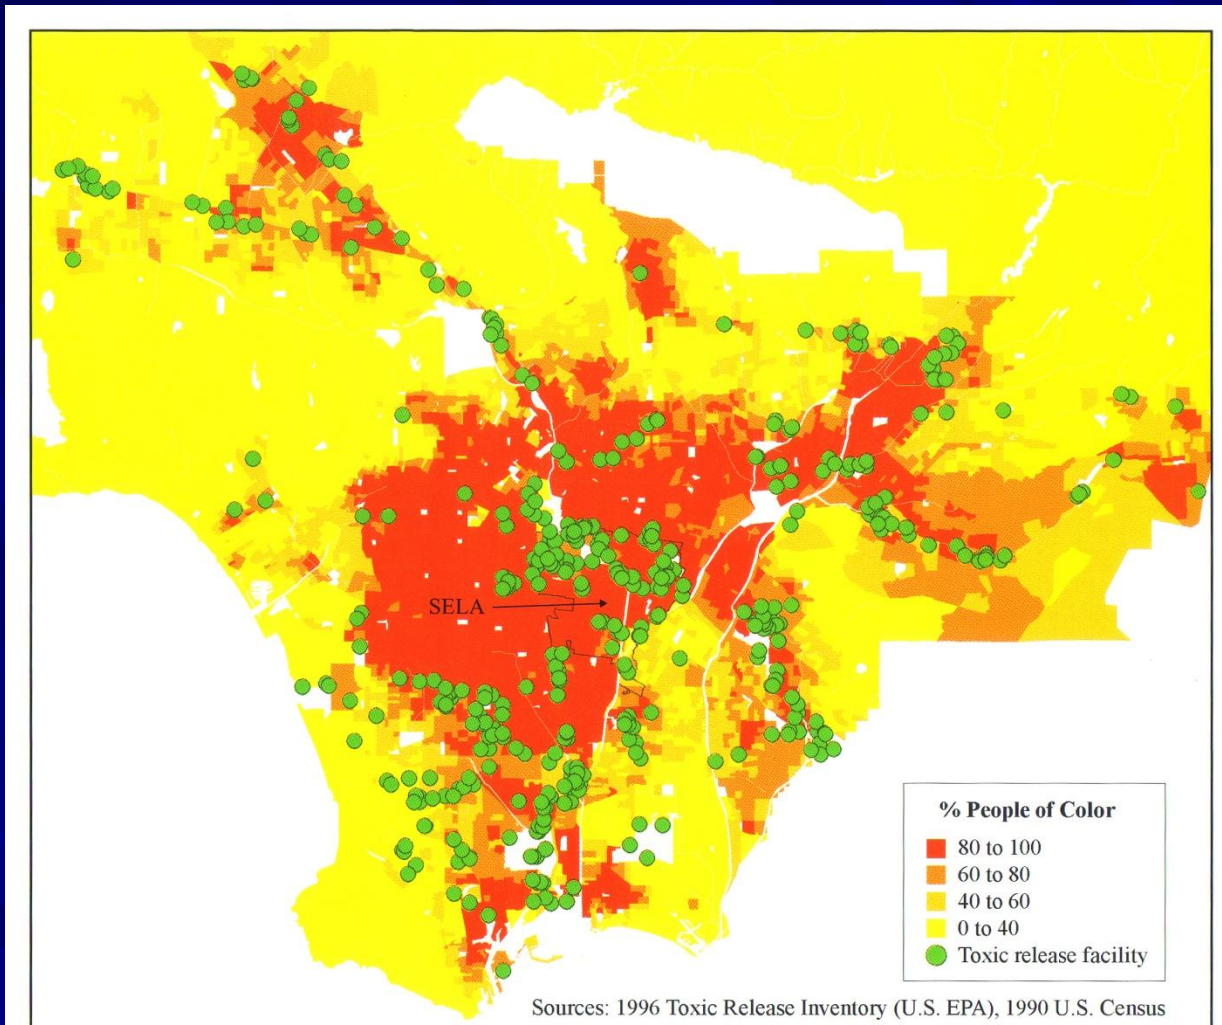 SELA
% People of Color
80 to 100
60 to 80
40 to 60
0 to 40
Toxic release facility
Sources: 1996 Toxic Release Inventory (U.S. EPA), 1990 U.S. Census